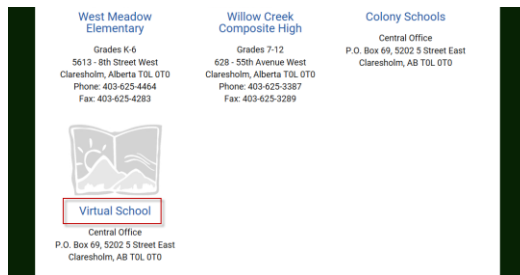 West Meadow
Elementary
Grades K-6
5613 - 8th Street West
Claresholm, Alberta T0L 0T0
Phone: 403-625-4464
Fax: 403-625-4283
Willow Creek
Composite High
Grades 7-12
628 - 55th Avenue West
Claresholm, Alberta T0L 0T0
Phone: 403-625-3387
Fax: 403-625-3289
Colony Schools
Central Office
P.O. Box 69, 5202 5 Street East
Claresholm, AB T0L 0T0
Virtual School
Central Office
P.O. Box 69, 5202 5 Street East
Claresholm, AB T0L 0T0